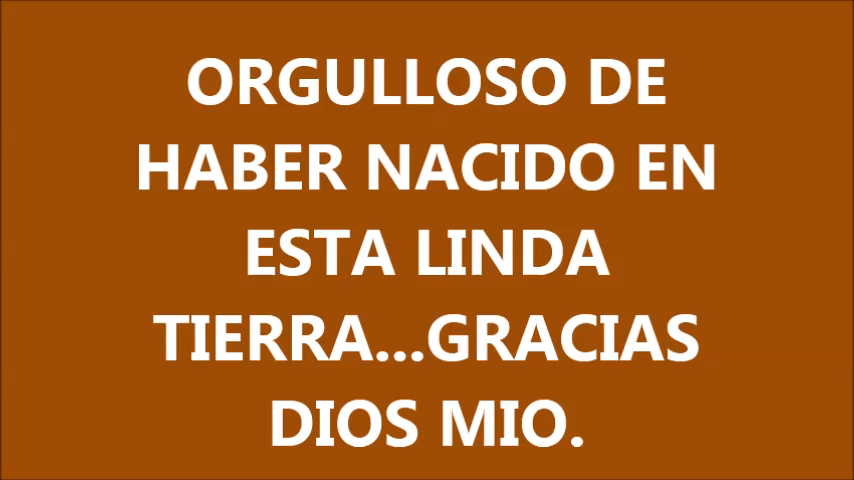 ORGULLOSO DE
HABER NACIDO EN
ESTA LINDA
TIERRA...GRACIAS
DIOS MIO.